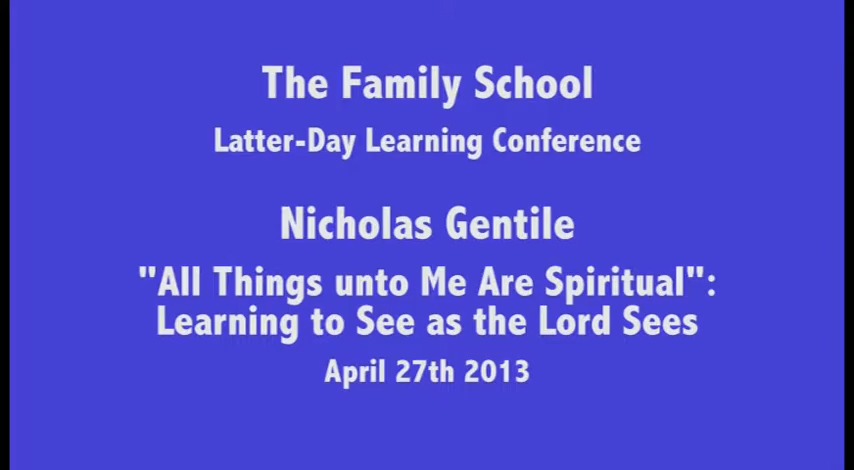 The Family School
Latter-Day Learning Conference
Nicholas Gentile
"All Things unto Me Are Spiritual":
Learning to See as the Lord Sees
April 27th 2013